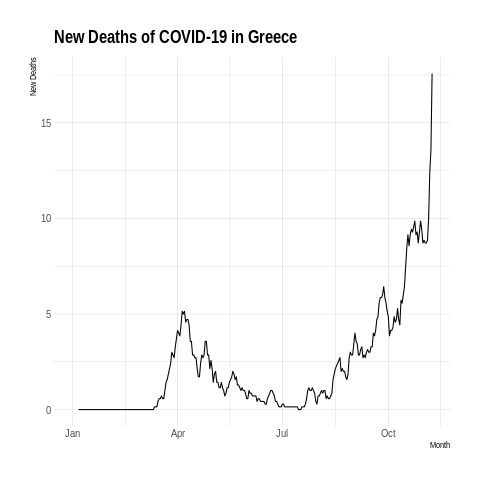 New Deaths of COVID-19 in Greece
New Deaths
15
10
5
0
Jan Apr Jul Oct
Month